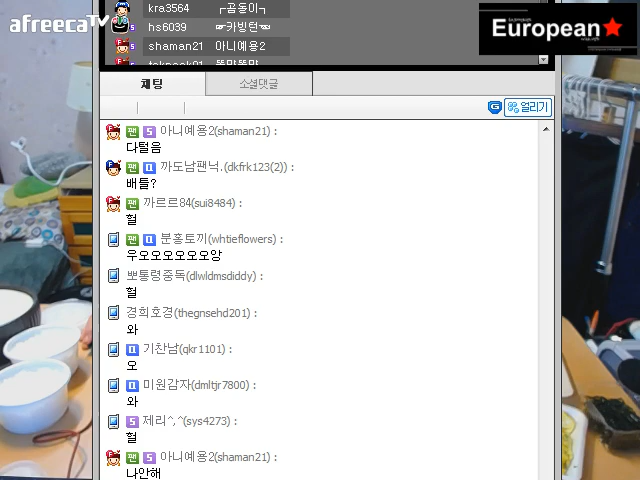 afreecaTV
European★
kra3564 ┌곰돌이┐
hs6039 ☞카빙턴☜
shaman21 아니예용2
채팅 소셜댓글
열리기
아니예용2(shaman21) :
다털음
까도남팬넉.(dkfrk123(2)) :
배틀?
까르르84(sui8484) :
헐
분홍토끼(whtieflowers) :
우오오오오오오앙
뽀통령중독(dlwldmsdiddy) :
헐
경희호경(thegnsehd201) :
와
기찬남(qkr1101) :
오
미원감자(dmltjr7800) :
와
제리^,^(sys4273) :
헐
아니예용2(shaman21) :
나안해